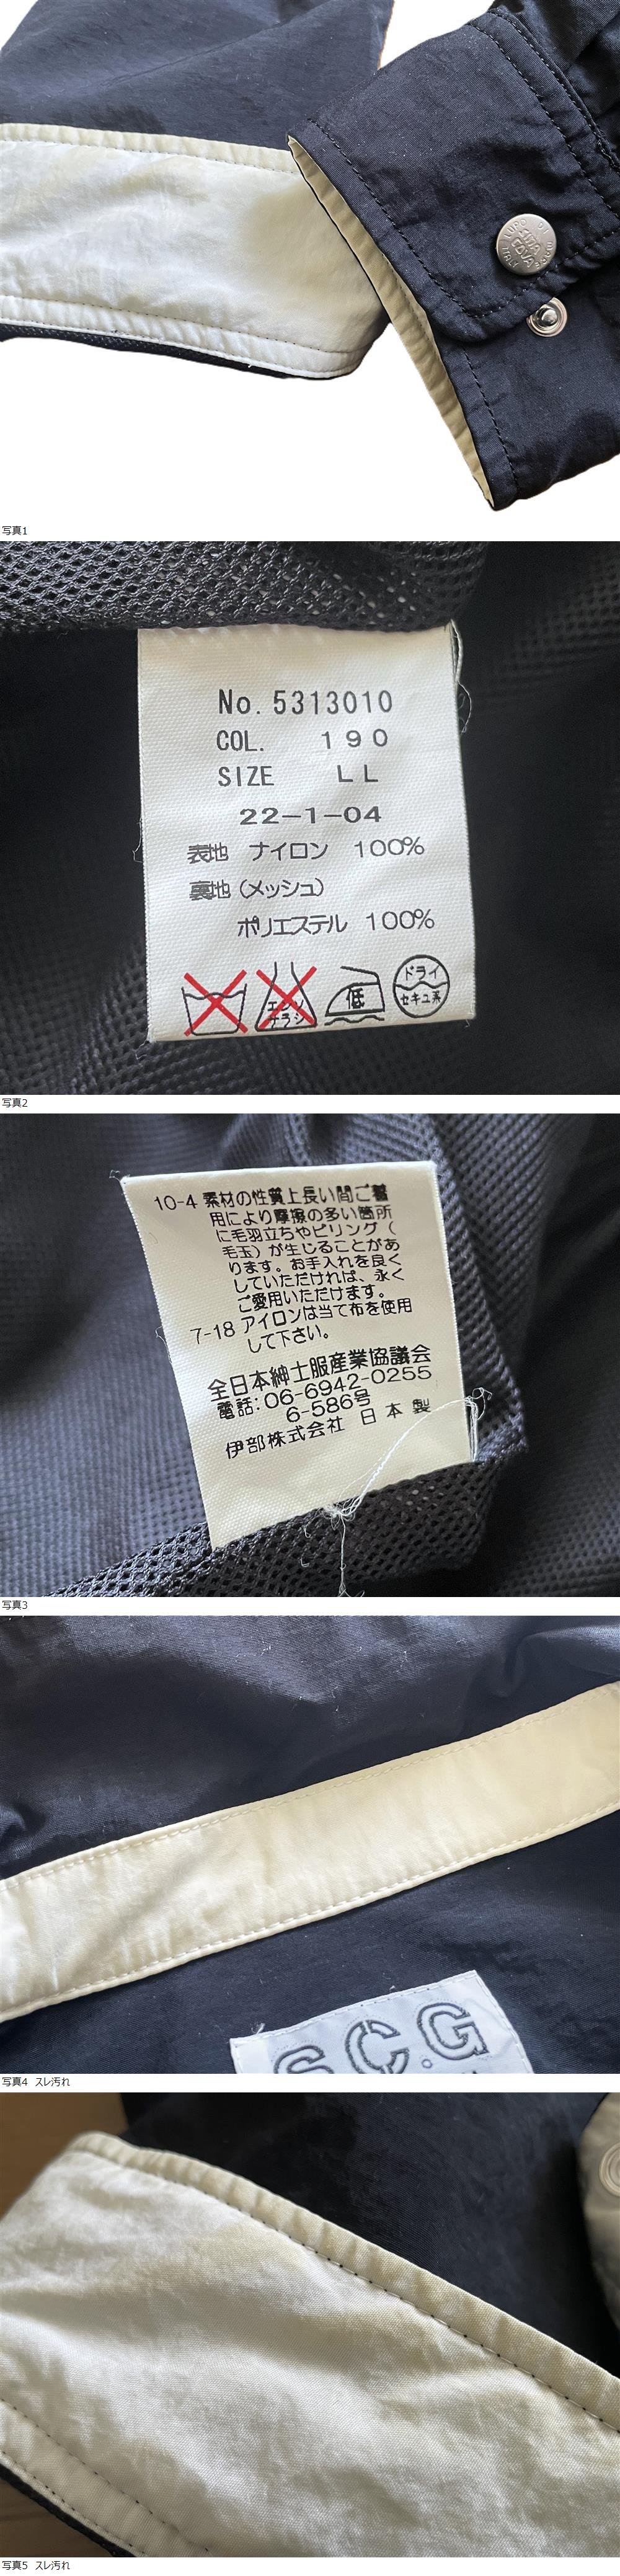 写真1
No. 5313010
COL. 190
SIZE LL
22-1-04
表地 ナイロン 100%
裏地(メッシュ)
ポリエステル 100%
エンソ
ナラシ
低
ドライ
セキユ系
写真2
10-4 素材の性質上長い間ご着
用により摩擦の多い箇所
に毛羽立ちやピリング(
毛玉)が生じることがあ
ります。お手入れを良く
していただければ、永く
ご愛用いただけます。
7-18 アイロンは当て布を使用
して下さい。
全日本紳士服産業協議会
電話:06-6942-0255
6-586号
伊部株式会社 日本製
写真3
S.C.G
写真4 スレ汚れ
写真5 スレ汚れ